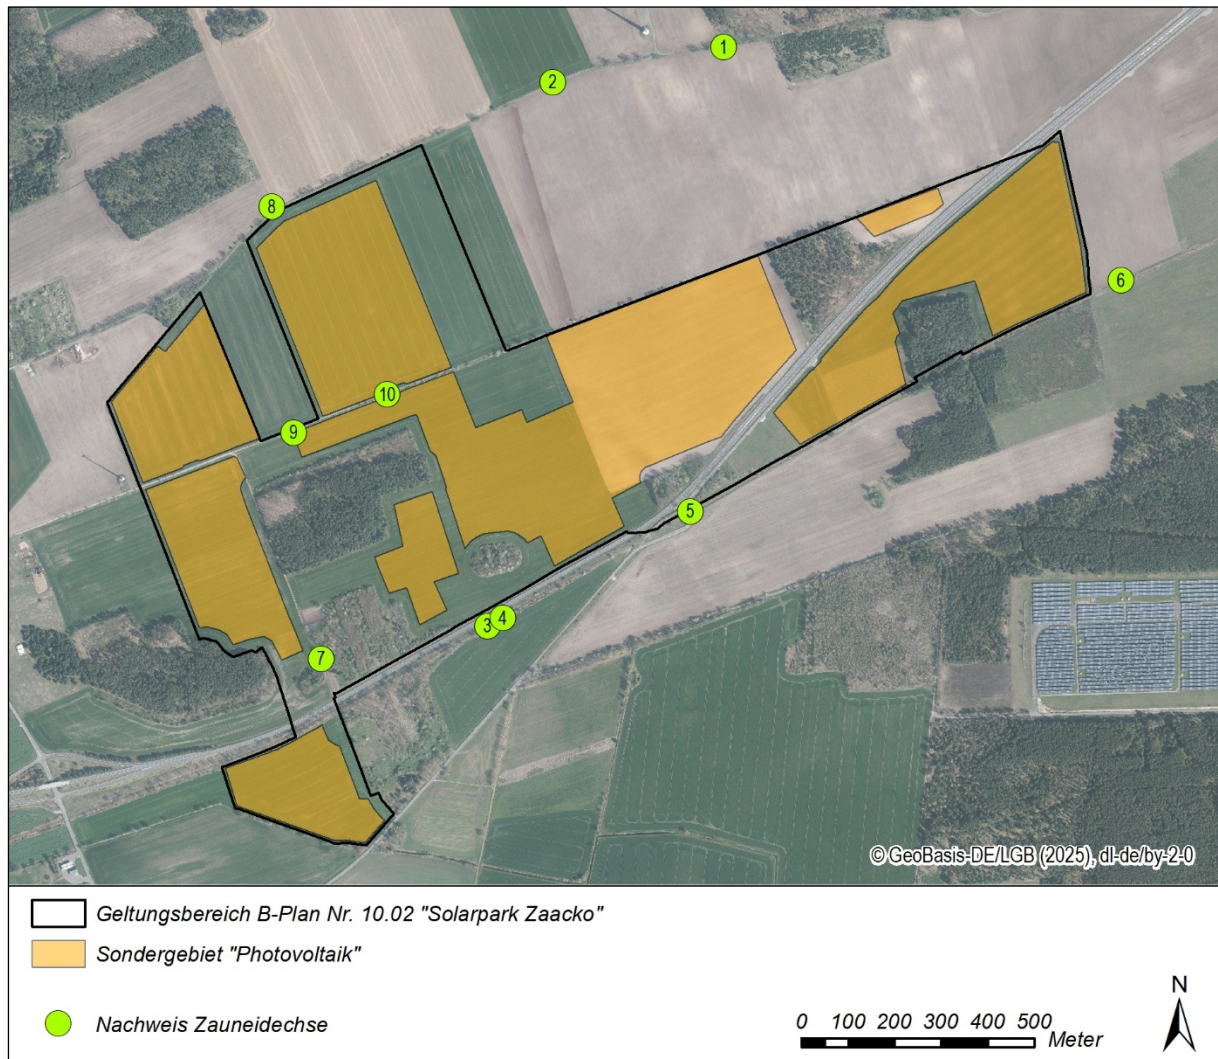 1
2
8
6
10
9
5
3
4
7
© GeoBasis-DE/LGB (2025), dl-de/by-2-0
Geltungsbereich B-Plan Nr. 10.02 "Solarpark Zaacko"
Sondergebiet "Photovoltaik"
Nachweis Zauneidechse
N
0 100 200 300 400 500
Meter